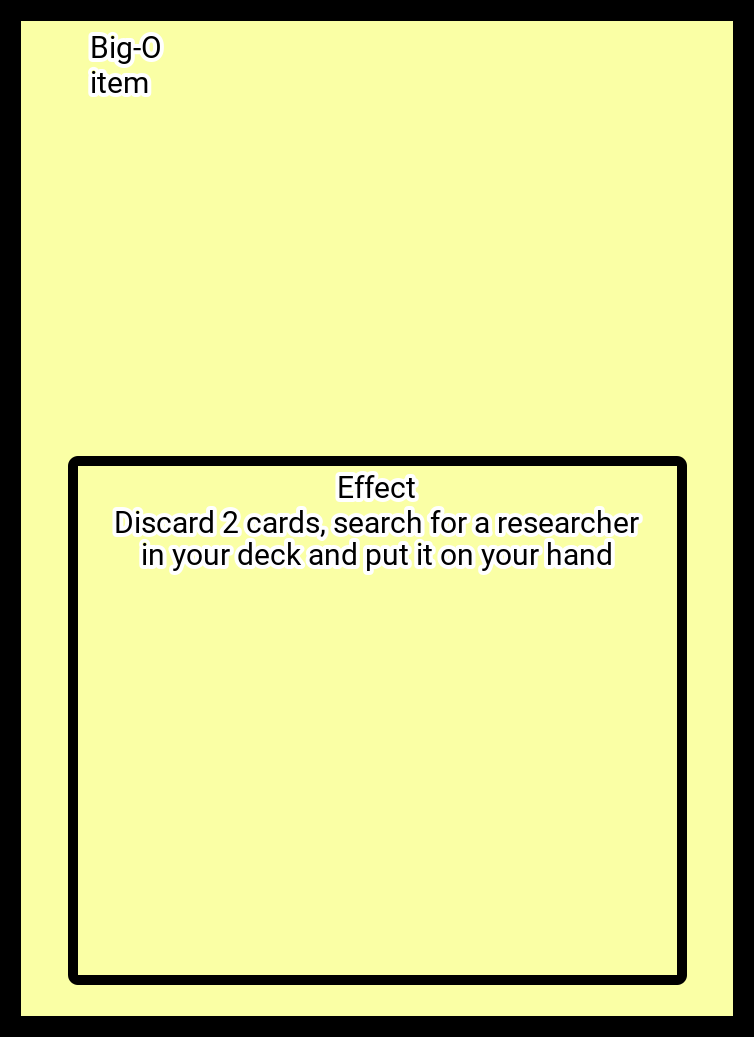 Big-O
item
Effect
Discard 2 cards, search for a researcher
in your deck and put it on your hand